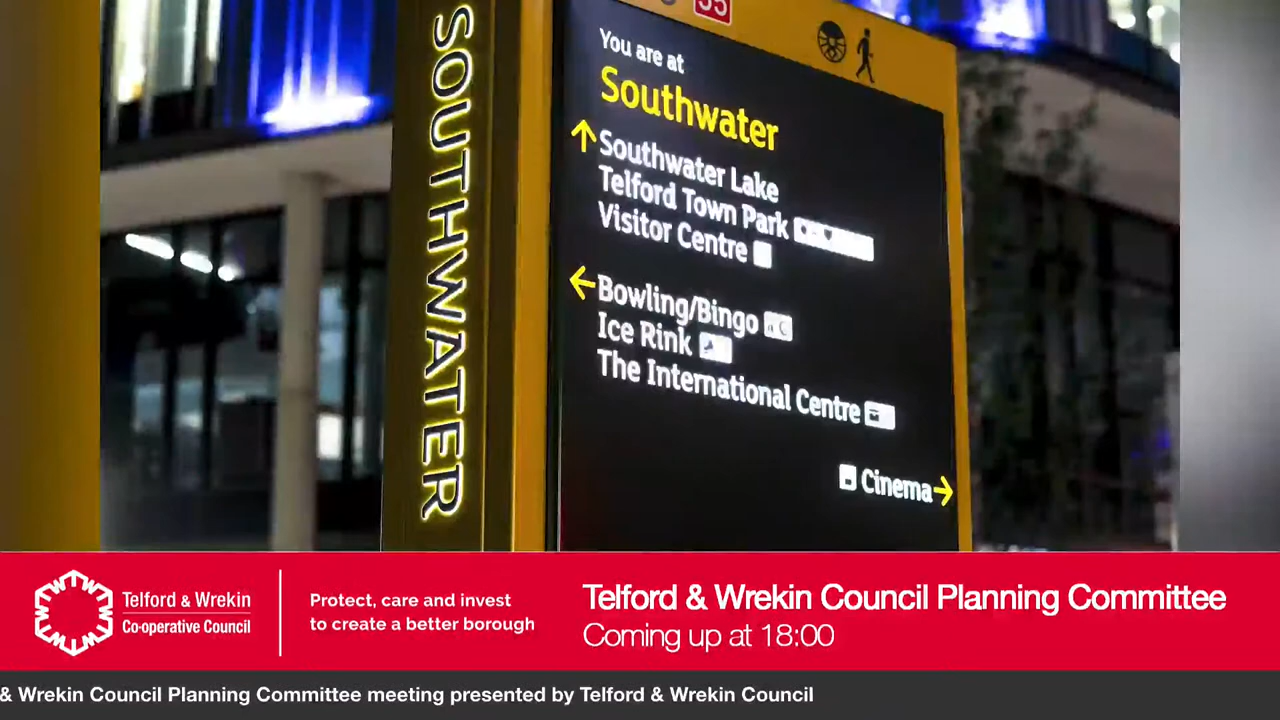 55
You are at
Southwater
Southwater Lake
Telford Town Park
Visitor Centre
Bowling/Bingo
Ice Rink
The International Centre
Cinema
SOUTHWATER
Telford & Wrekin
Co-operative Council
Protect, care and invest
to create a better borough
Telford & Wrekin Council Planning Committee
Coming up at 18:00
& Wrekin Council Planning Committee meeting presented by Telford & Wrekin Council